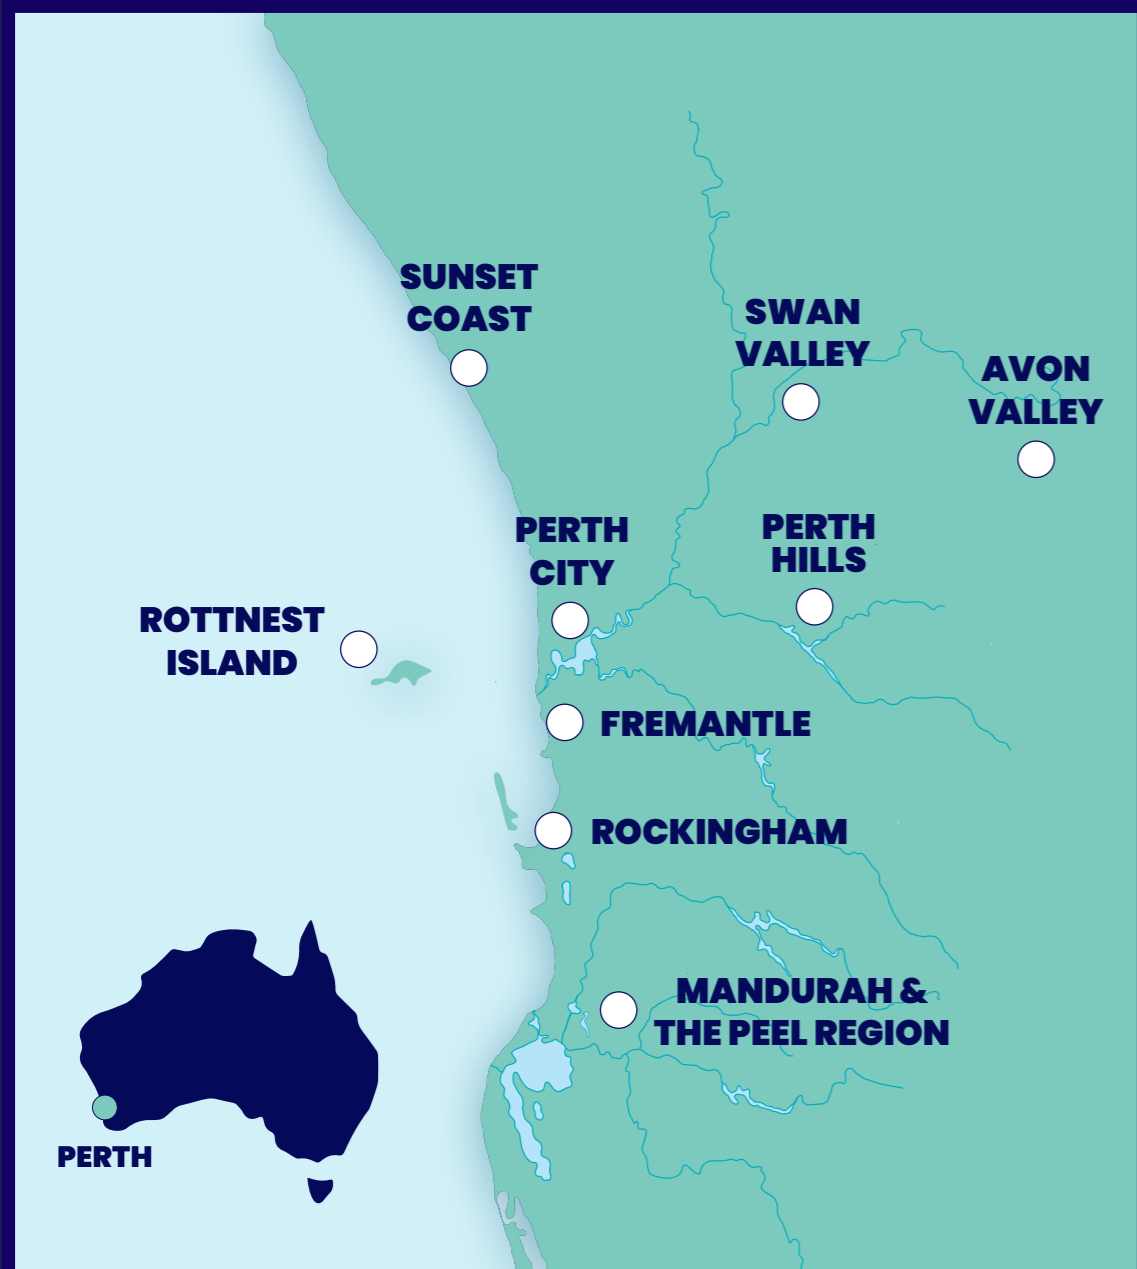 SUNSET
COAST
SWAN
VALLEY
AVON
VALLEY
PERTH
CITY
PERTH
HILLS
ROTTNEST
ISLAND
FREMANTLE
ROCKINGHAM
MANDURAH &
THE PEEL REGION
PERTH